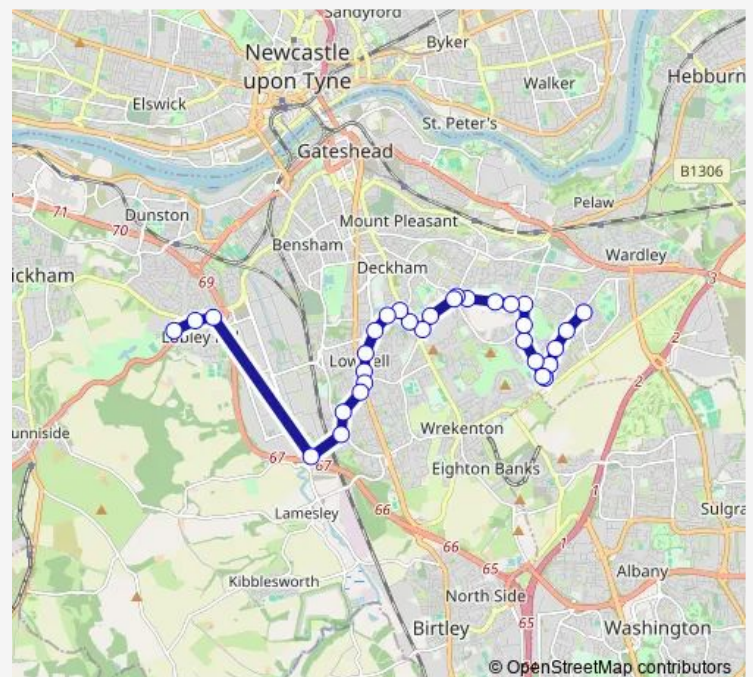 Sandyford
Newcastle
upon Tyne
Byker
Hebburn
Walker
Elswick
St. Peter's
Gateshead
B1306
71
70
Dunston
Pelaw
Mount Pleasant
Bensham
Wardley
ickham
Deckham
69
3
2
Lobley
Low ell
2
unniside
Wrekenton
67
67
Eighton Banks
1
Lamesley
66
Sulgra
1
66
65
Albany
Kibblesworth
North Side
65
Birtley
Washington
© OpenStreetMap contributors